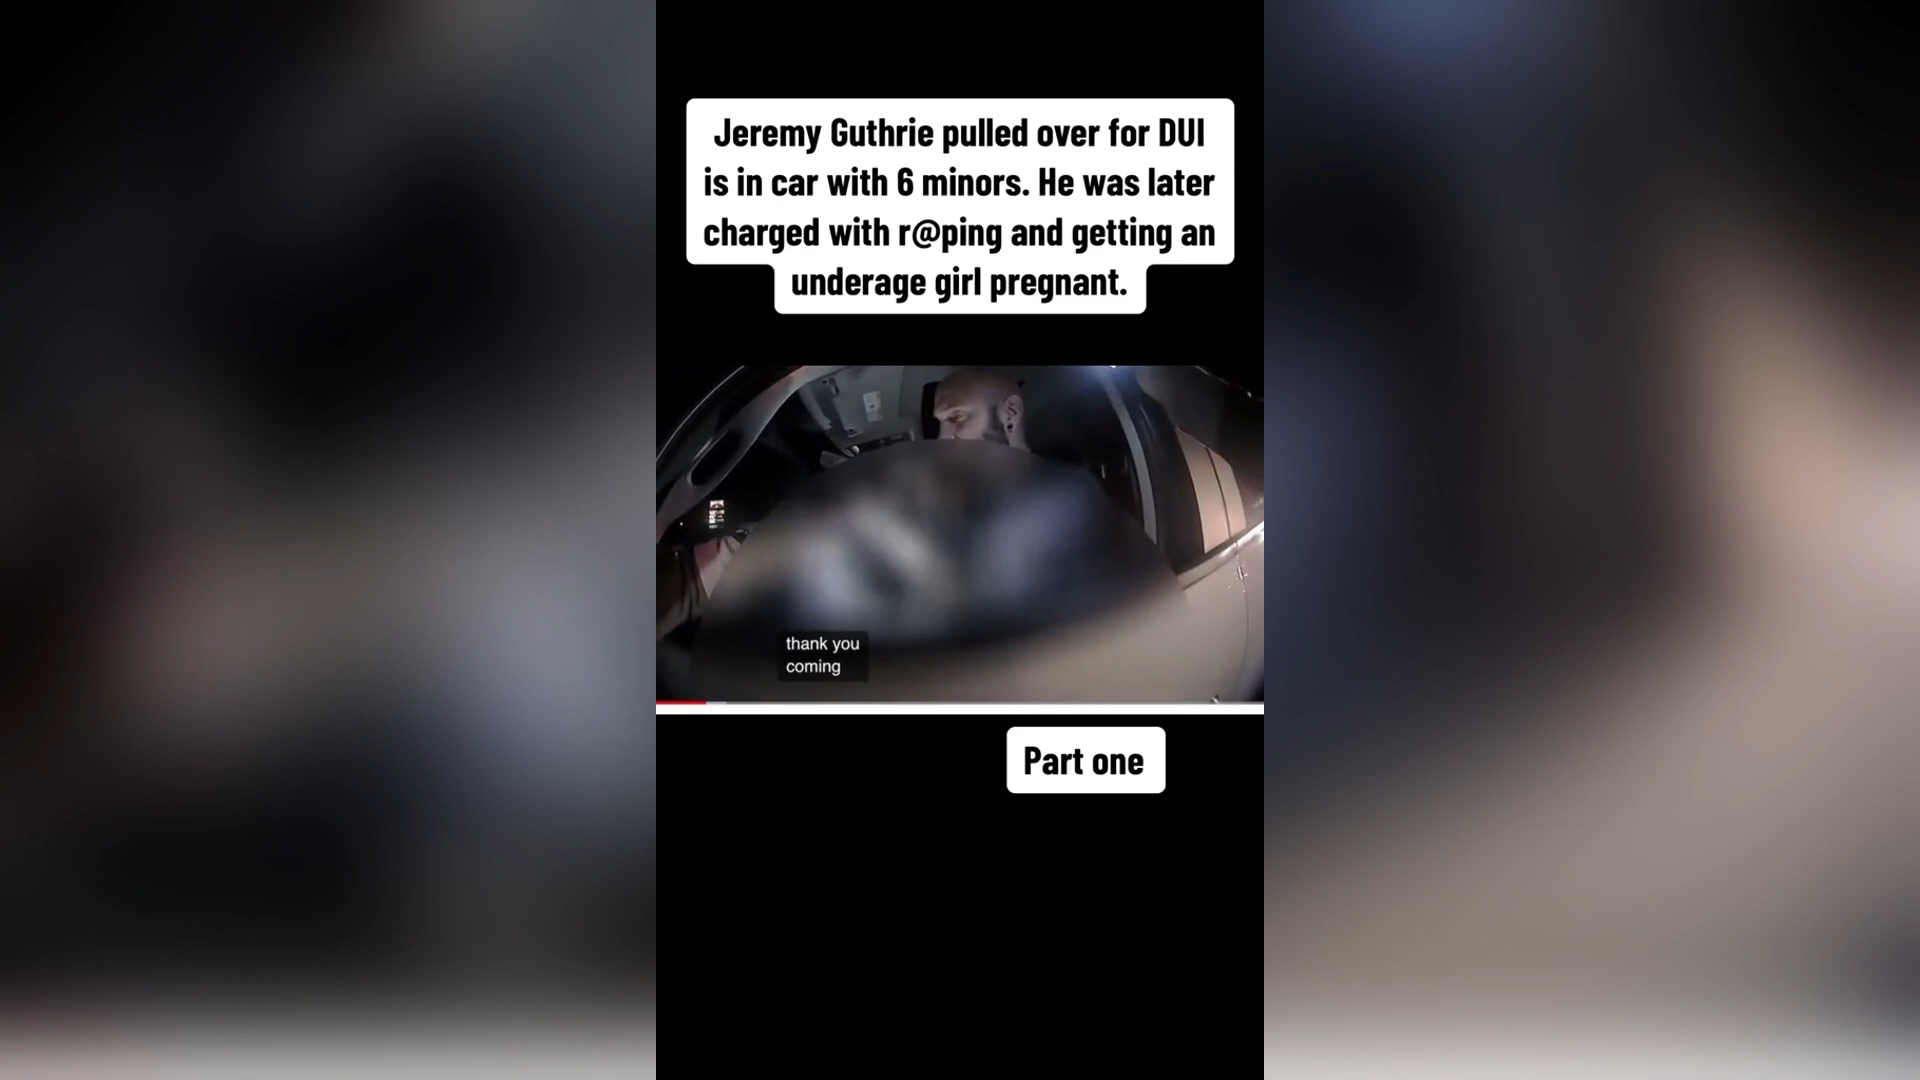 Jeremy Guthrie pulled over for DUI
is in car with 6 minors. He was later
charged with r@ping and getting an
underage girl pregnant.
thank you
coming
Part one